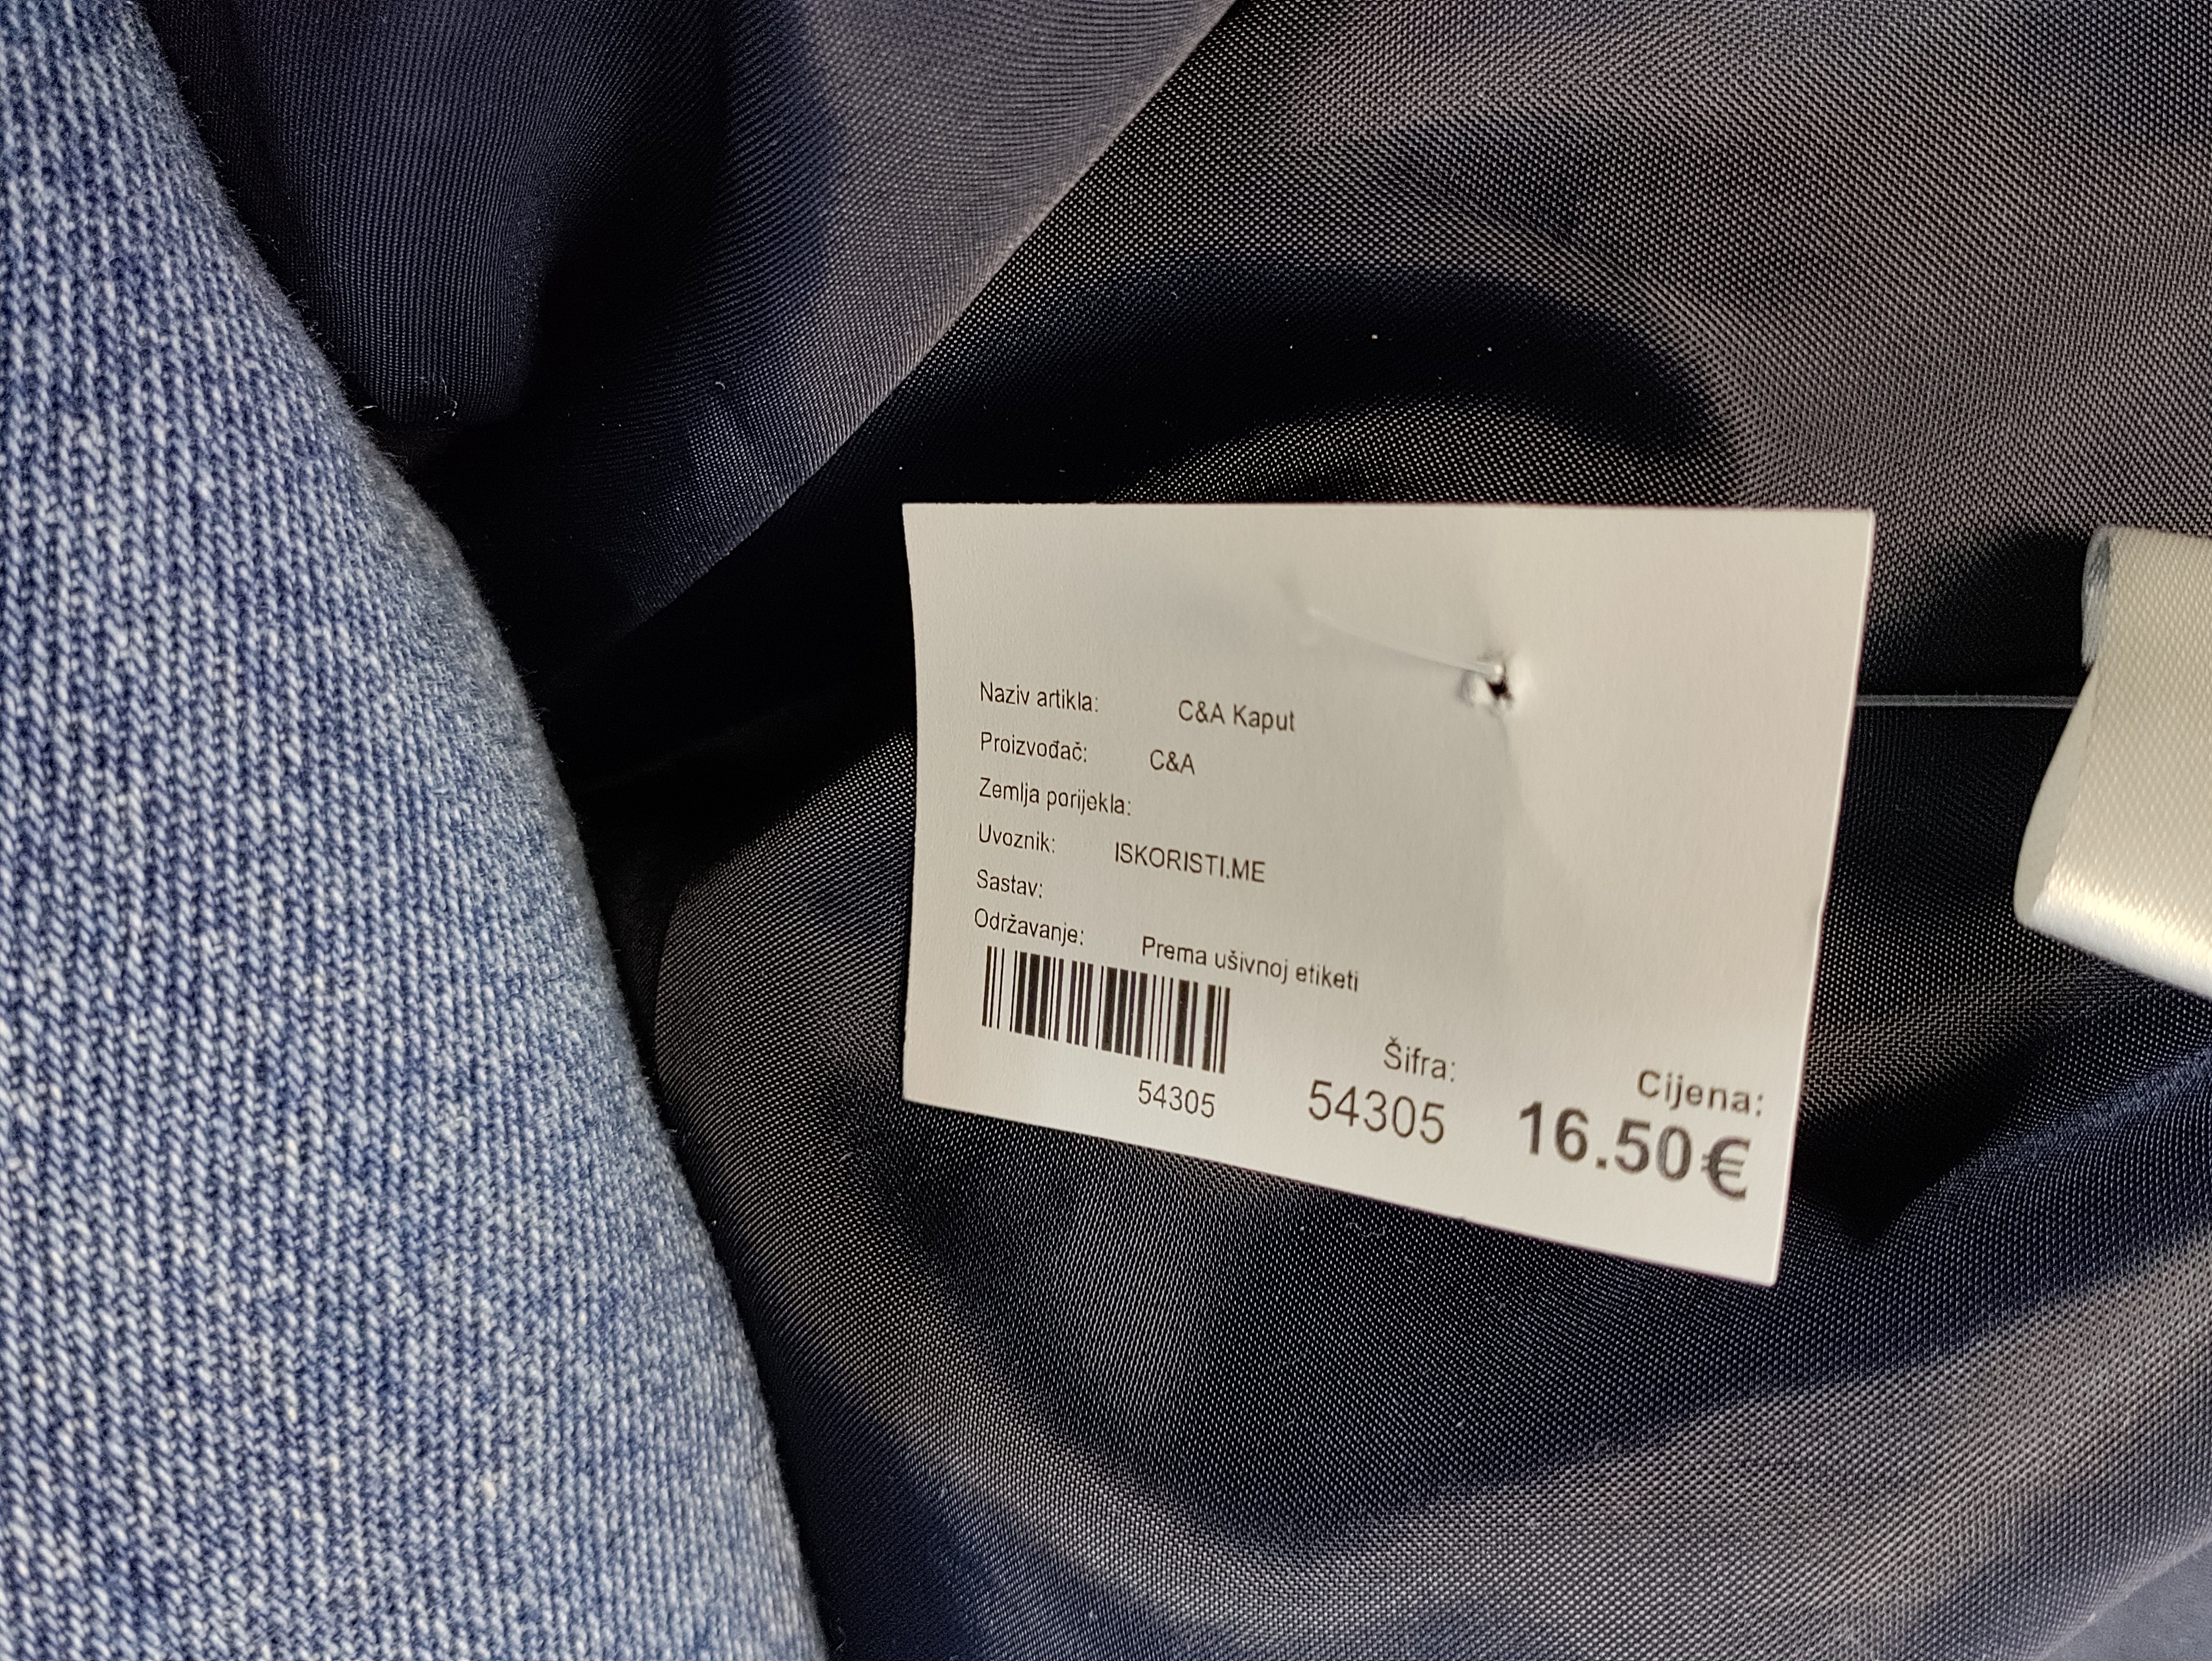 Naziv artikla: C&A Kaput
Proizvođač: C&A
Zemlja porijekla:
Uvoznik: ISKORISTI.ME
Sastav:
Održavanje: Prema ušivnoj etiketi
54305
Šifra:
54305
Cijena:
16.50€